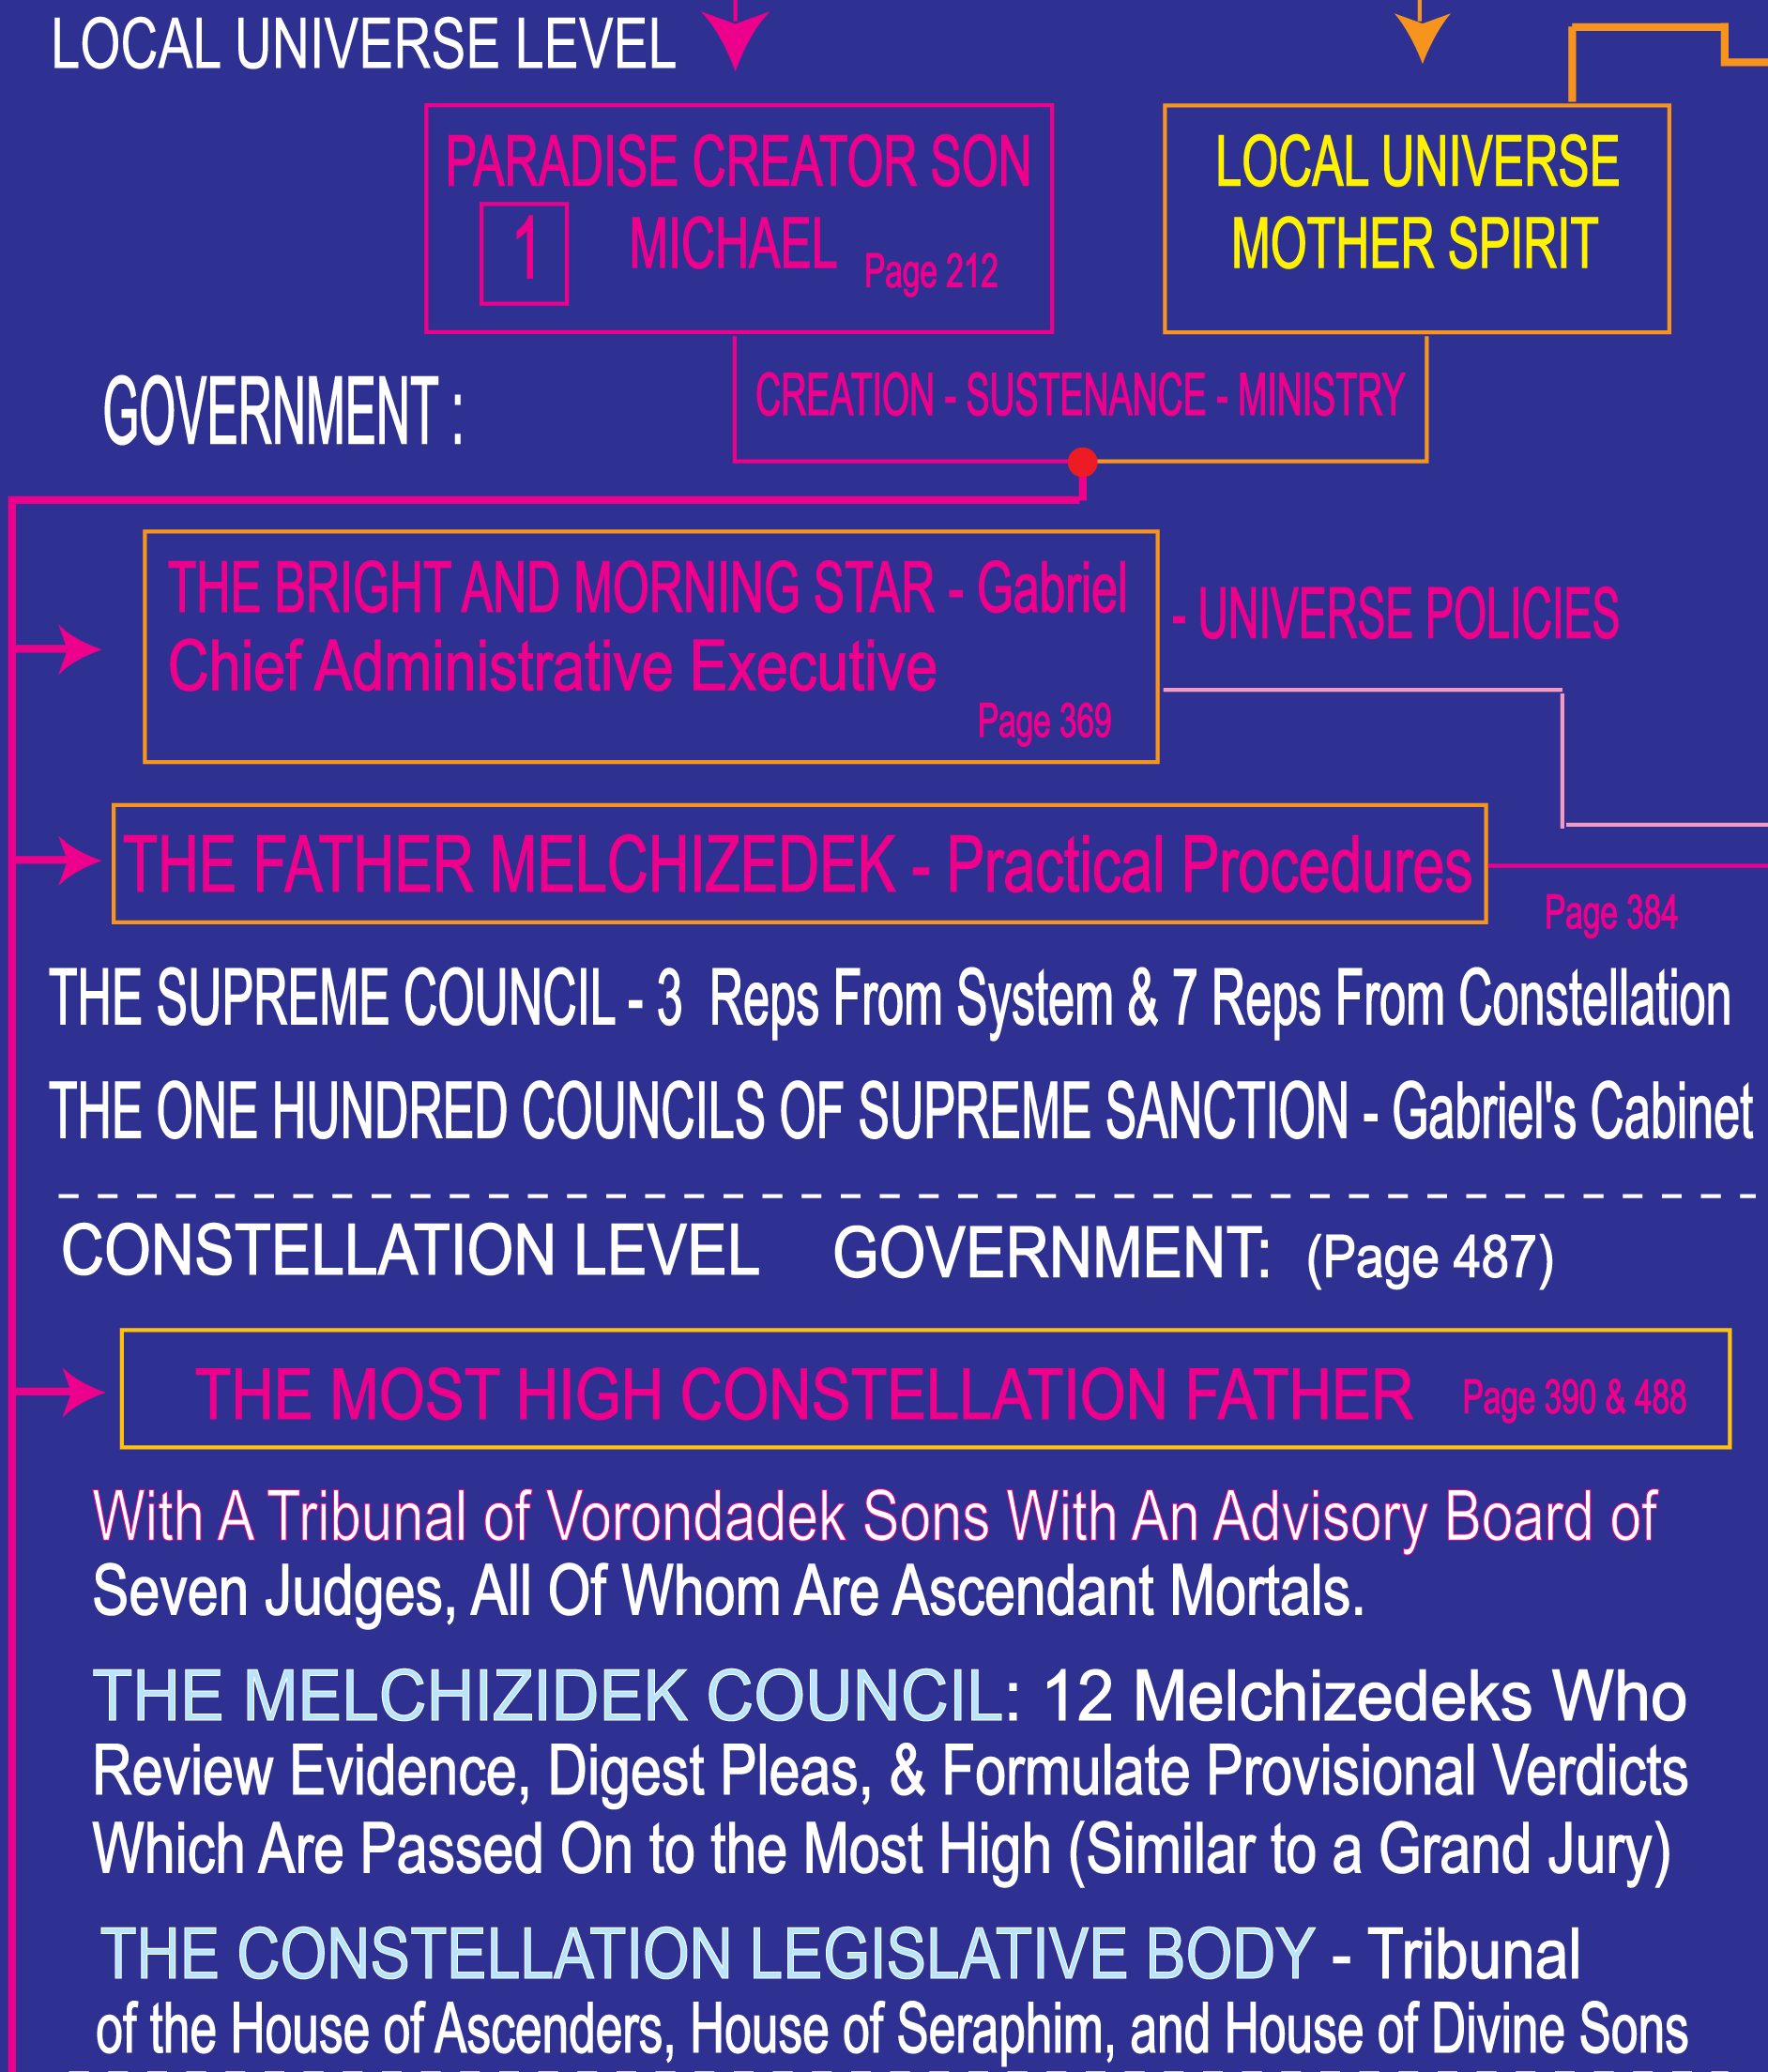 LOCAL UNIVERSE LEVEL
PARADISE CREATOR SON
1 MICHAEL Page 212
LOCAL UNIVERSE
MOTHER SPIRIT
CREATION - SUSTENANCE - MINISTRY
GOVERNMENT :
THE BRIGHT AND MORNING STAR - Gabriel
Chief Administrative Executive
Page 369
- UNIVERSE POLICIES
THE FATHER MELCHIZEDEK - Practical Procedures
Page 384
THE SUPREME COUNCIL - 3 Reps From System & 7 Reps From Constellation
THE ONE HUNDRED COUNCILS OF SUPREME SANCTION - Gabriel's Cabinet
CONSTELLATION LEVEL GOVERNMENT: (Page 487)
THE MOST HIGH CONSTELLATION FATHER Page 390 & 488
With A Tribunal of Vorondadek Sons With An Advisory Board of
Seven Judges, All Of Whom Are Ascendant Mortals.
THE MELCHIZIDEK COUNCIL: 12 Melchizedeks Who
Review Evidence, Digest Pleas, & Formulate Provisional Verdicts
Which Are Passed On to the Most High (Similar to a Grand Jury)
THE CONSTELLATION LEGISLATIVE BODY - Tribunal
of the House of Ascenders, House of Seraphim, and House of Divine Sons